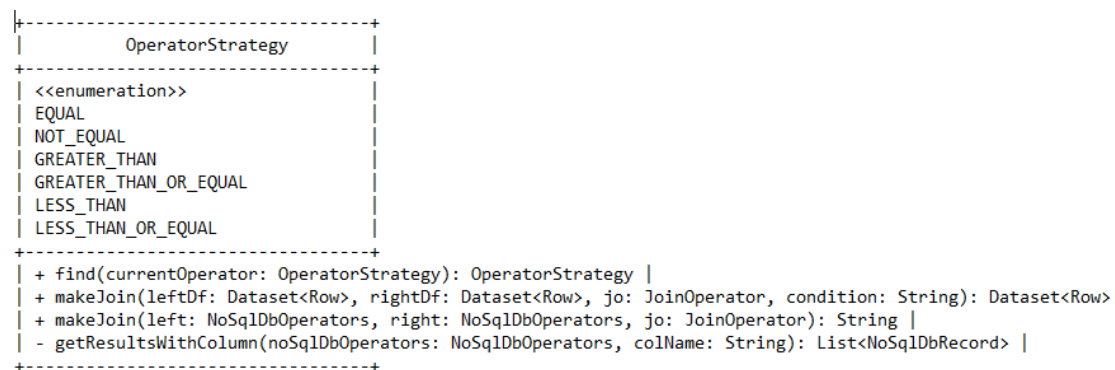 +----------------------------------+
|          OperatorStrategy        |
+----------------------------------+
| <<enumeration>>                  |
| EQUAL                            |
| NOT_EQUAL                        |
| GREATER_THAN                     |
| GREATER_THAN_OR_EQUAL            |
| LESS_THAN                        |
| LESS_THAN_OR_EQUAL               |
+----------------------------------+
| + find(currentOperator: OperatorStrategy): OperatorStrategy |
| + makeJoin(leftDf: Dataset<Row>, rightDf: Dataset<Row>, jo: JoinOperator, condition: String): Dataset<Row>
| + makeJoin(left: NoSqlDbOperators, right: NoSqlDbOperators, jo: JoinOperator): String |
| - getResultsWithColumn(noSqlDbOperators: NoSqlDbOperators, colName: String): List<NoSqlDbRecord> |
+----------------------------------+